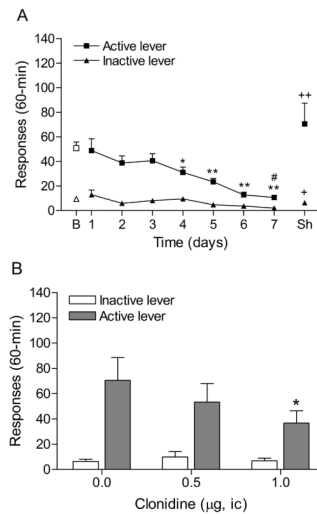 A
140
120
100
80
60
40
20
0
Responses (60-min)
Active lever
Inactive lever
++
*
**
**
#
**
+
B 1 2 3 4 5 6 7 Sh
Time (days)
B
140
120
100
80
60
40
20
0
Responses (60-min)
Inactive lever
Active lever
*
0.0 0.5 1.0
Clonidine (μg, ic)